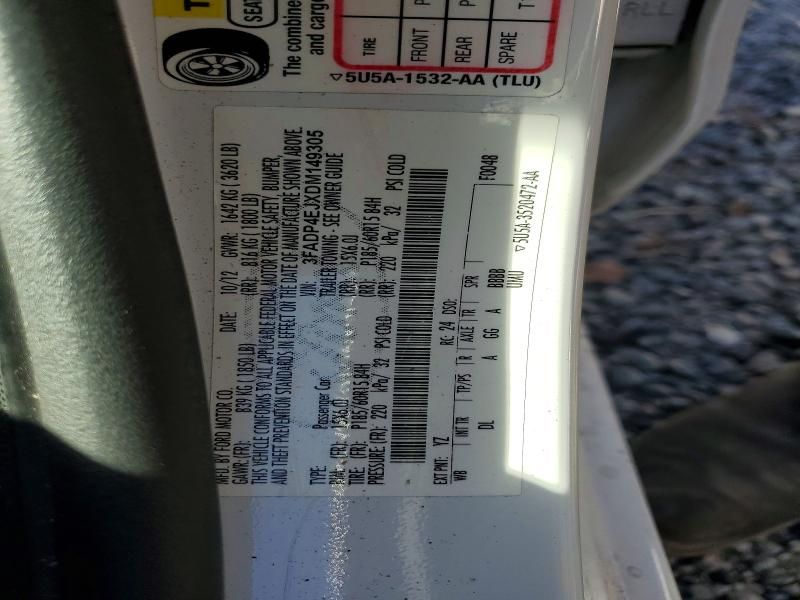 SEAT
The combine
and cargo
TIRE
FRONT P
REAR P
SPARE T
▽5U5A-1532-AA (TLU)
MFD. BY FORD MOTOR CO.
DATE: 10/12 GVWR: 1642 KG ( 3620 LB)
GAWR: (FR): 839 KG ( 1850 LB) (RR): 816 KG ( 1800 LB)
THIS VEHICLE CONFORMS TO ALL APPLICABLE FEDERAL MOTOR VEHICLE SAFETY, BUMPER,
AND THEFT PREVENTION STANDARDS IN EFFECT ON THE DATE OF MANUFACTURE SHOWN ABOVE.
VIN: 3FADP4EJXDM149305
TYPE: Passenger Car TRAILER TOWING - SEE OWNER GUIDE
RIM: (FR): 15X6.0J (RR): 15X6.0J
TIRE: (FR): P185/60R15 84H (RR): P185/60R15 84H
PRESSURE (FR): 220 kPa/ 32 PSI COLD (RR): 220 kPa/ 32 PSI COLD
EXT PNT: YZ RC: 24 DSO: F0048
WB INT TR TP/PS R AXLE TR SPR
DL A GG A BBBB
UXAU
▽5U5A-3520472-AA